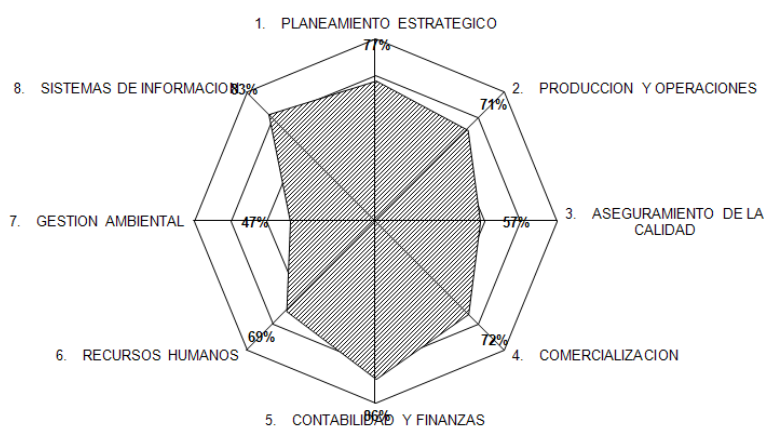 1. PLANEAMIENTO ESTRATEGICO
77%
8. SISTEMAS DE INFORMACION
83%
2. PRODUCCION Y OPERACIONES
71%
7. GESTION AMBIENTAL
47%
57%
3. ASEGURAMIENTO DE LA
CALIDAD
69%
72%
6. RECURSOS HUMANOS
4. COMERCIALIZACION
5. CONTABILIDAD Y FINANZAS
86%